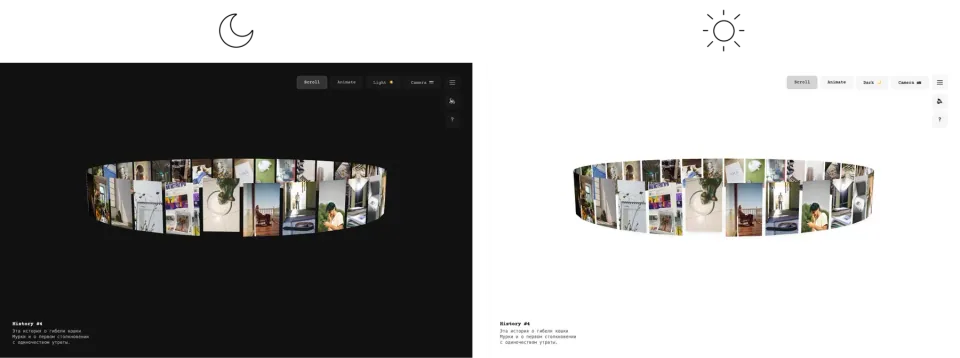 Scroll Animate Light Camera
?
History #4
Эта история о гибели кошки
Мурки и о первом столкновении
с одиночеством утраты.
Scroll Animate Dark Camera
?
History #4
Эта история о гибели кошки
Мурки и о первом столкновении
с одиночеством утраты.